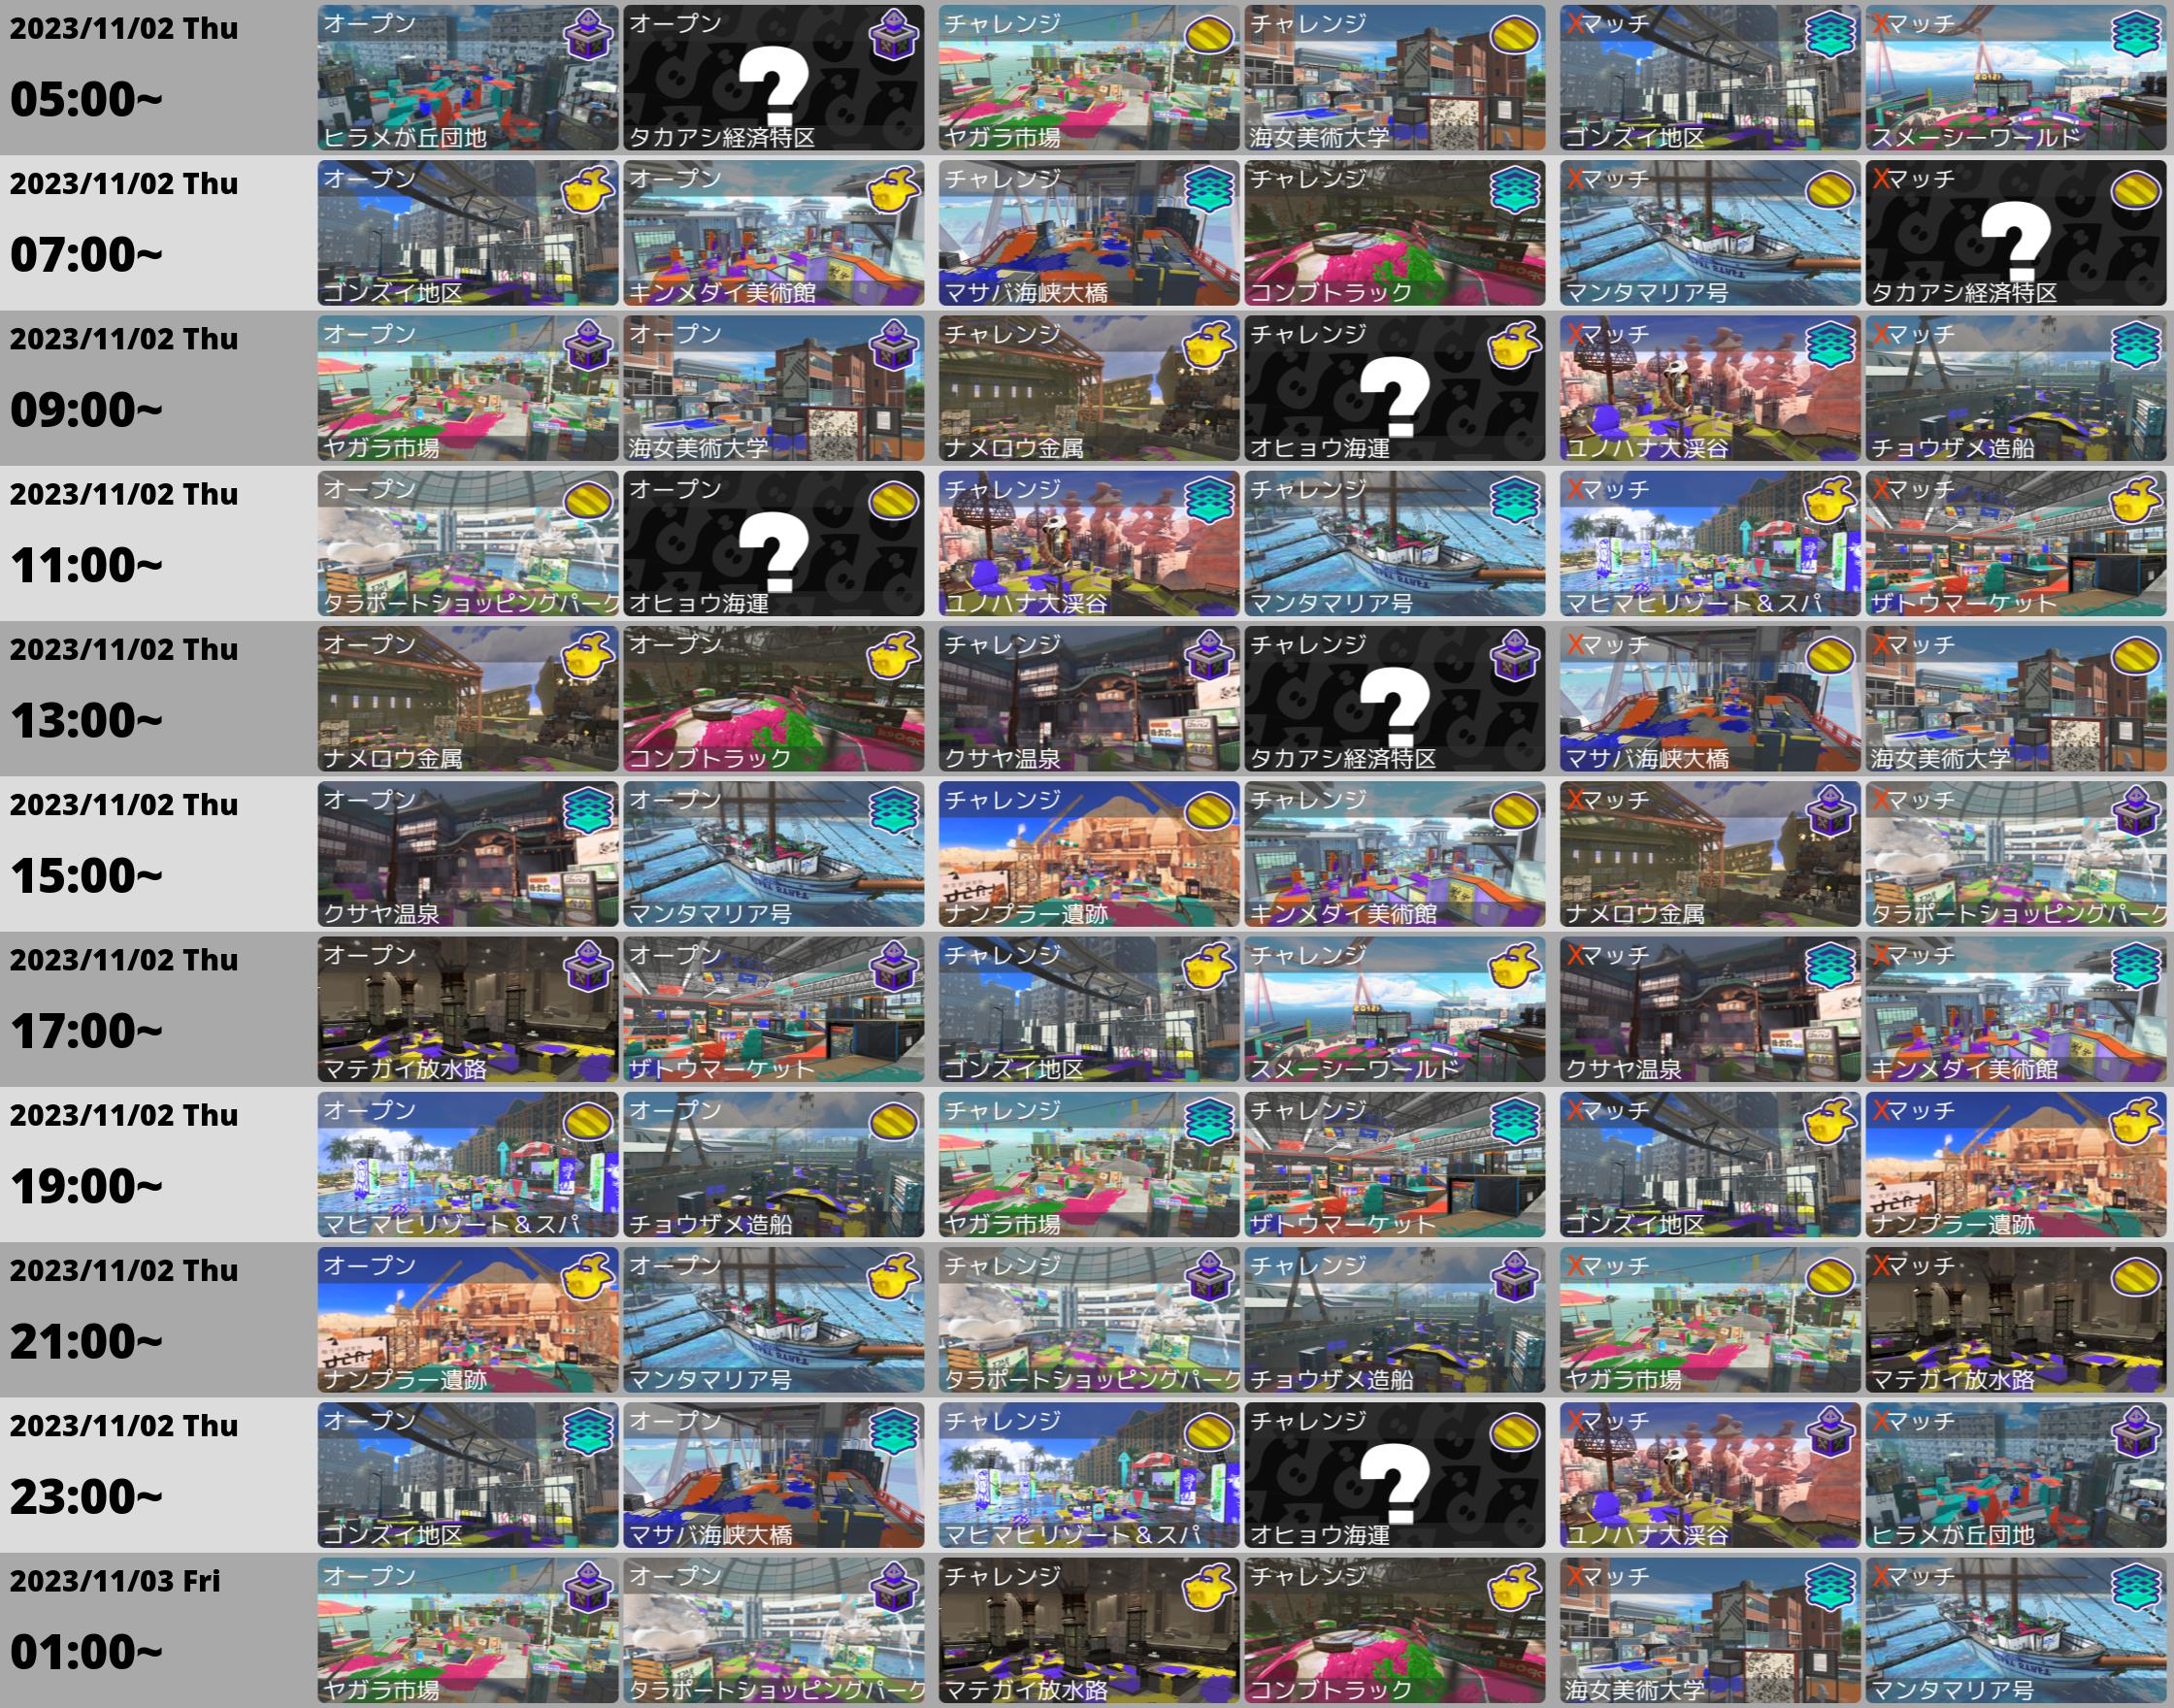 2023/11/02 Thu
05:00~
オープン オープン チャレンジ チャレンジ Xマッチ Xマッチ
ヒラメが丘団地 タカアシ経済特区 ヤガラ市場 海女美術大学 ゴンズイ地区 スメーシーワールド
2023/11/02 Thu
07:00~
オープン オープン チャレンジ チャレンジ Xマッチ Xマッチ
ゴンズイ地区 キンメダイ美術館 マサバ海峡大橋 コンブトラック マンタマリア号 タカアシ経済特区
2023/11/02 Thu
09:00~
オープン オープン チャレンジ チャレンジ Xマッチ Xマッチ
ヤガラ市場 海女美術大学 ナメロウ金属 オヒョウ海運 ユノハナ大渓谷 チョウザメ造船
2023/11/02 Thu
11:00~
オープン オープン チャレンジ チャレンジ Xマッチ Xマッチ
タラポートショッピングパーク オヒョウ海運 ユノハナ大渓谷 マンタマリア号 マヒマヒリゾート＆スパ ザトウマーケット
2023/11/02 Thu
13:00~
オープン オープン チャレンジ チャレンジ Xマッチ Xマッチ
ナメロウ金属 コンブトラック クサヤ温泉 タカアシ経済特区 マサバ海峡大橋 海女美術大学
2023/11/02 Thu
15:00~
オープン オープン チャレンジ チャレンジ Xマッチ Xマッチ
クサヤ温泉 マンタマリア号 ナンプラー遺跡 キンメダイ美術館 ナメロウ金属 タラポートショッピングパーク
2023/11/02 Thu
17:00~
オープン オープン チャレンジ チャレンジ Xマッチ Xマッチ
マテガイ放水路 ザトウマーケット ゴンズイ地区 スメーシーワールド クサヤ温泉 キンメダイ美術館
2023/11/02 Thu
19:00~
オープン オープン チャレンジ チャレンジ Xマッチ Xマッチ
マヒマヒリゾート＆スパ チョウザメ造船 ヤガラ市場 ザトウマーケット ゴンズイ地区 ナンプラー遺跡
2023/11/02 Thu
21:00~
オープン オープン チャレンジ チャレンジ Xマッチ Xマッチ
ナンプラー遺跡 マンタマリア号 タラポートショッピングパーク チョウザメ造船 ヤガラ市場 マテガイ放水路
2023/11/02 Thu
23:00~
オープン オープン チャレンジ チャレンジ Xマッチ Xマッチ
ゴンズイ地区 マサバ海峡大橋 マヒマヒリゾート＆スパ オヒョウ海運 ユノハナ大渓谷 ヒラメが丘団地
2023/11/03 Fri
01:00~
オープン オープン チャレンジ チャレンジ Xマッチ Xマッチ
ヤガラ市場 タラポートショッピングパーク マテガイ放水路 コンブトラック 海女美術大学 マンタマリア号